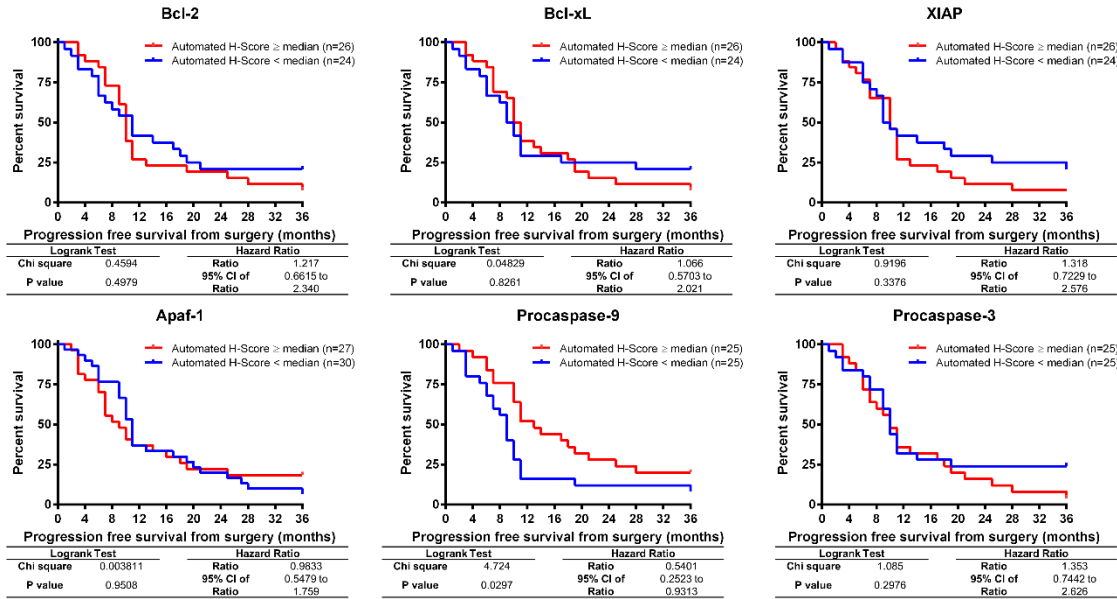 Bcl-2
Automated H-Score ≥ median (n=26)
Automated H-Score < median (n=24)
Percent survival
100
75
50
25
0
0 4 8 12 16 20 24 28 32 36
Progression free survival from surgery (months)
Logrank Test Hazard Ratio
Chi square 0.4594 Ratio 1.217
P value 0.4979 95% CI of Ratio 0.6615 to 2.340
Bcl-xL
Automated H-Score ≥ median (n=26)
Automated H-Score < median (n=24)
Percent survival
100
75
50
25
0
0 4 8 12 16 20 24 28 32 36
Progression free survival from surgery (months)
Logrank Test Hazard Ratio
Chi square 0.04829 Ratio 1.066
P value 0.8261 95% CI of Ratio 0.5703 to 2.021
XIAP
Automated H-Score ≥ median (n=26)
Automated H-Score < median (n=24)
Percent survival
100
75
50
25
0
0 4 8 12 16 20 24 28 32 36
Progression free survival from surgery (months)
Logrank Test Hazard Ratio
Chi square 0.9196 Ratio 1.318
P value 0.3376 95% CI of Ratio 0.7229 to 2.576
Apaf-1
Automated H-Score ≥ median (n=27)
Automated H-Score < median (n=30)
Percent survival
100
75
50
25
0
0 4 8 12 16 20 24 28 32 36
Progression free survival from surgery (months)
Logrank Test Hazard Ratio
Chi square 0.003811 Ratio 0.9833
P value 0.9508 95% CI of Ratio 0.5479 to 1.759
Procaspase-9
Automated H-Score ≥ median (n=25)
Automated H-Score < median (n=25)
Percent survival
100
75
50
25
0
0 4 8 12 16 20 24 28 32 36
Progression free survival from surgery (months)
Logrank Test Hazard Ratio
Chi square 4.724 Ratio 0.5401
P value 0.0297 95% CI of Ratio 0.2523 to 0.9313
Procaspase-3
Automated H-Score ≥ median (n=25)
Automated H-Score < median (n=25)
Percent survival
100
75
50
25
0
0 4 8 12 16 20 24 28 32 36
Progression free survival from surgery (months)
Logrank Test Hazard Ratio
Chi square 1.085 Ratio 1.353
P value 0.2976 95% CI of Ratio 0.7442 to 2.626